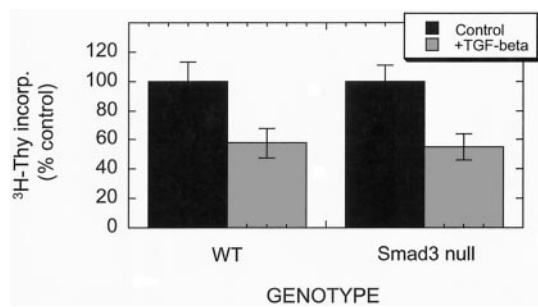 Control
+TGF-beta
120
100
80
60
40
20
0
³H-Thy incorp.
(% control)
WT
Smad3 null
GENOTYPE